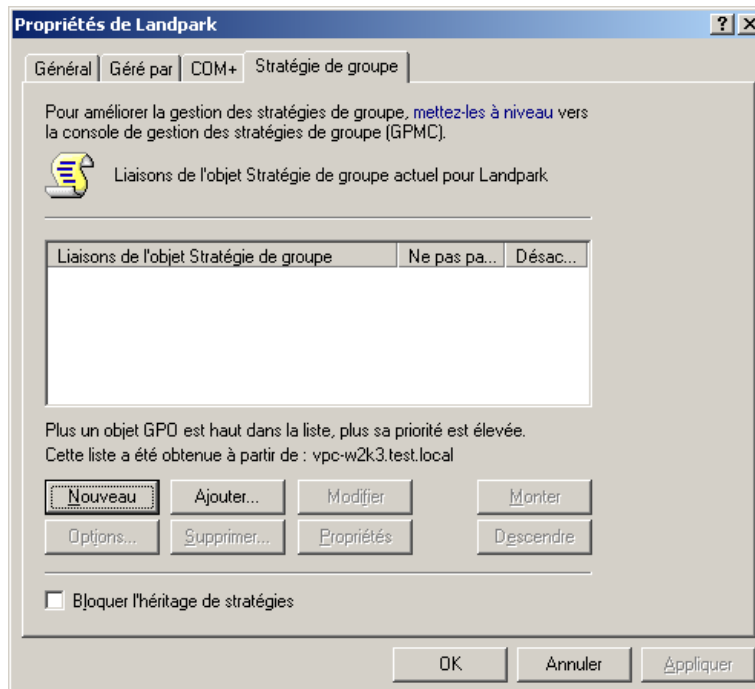 Propriétés de Landpark
Général
Géré par
COM+
Stratégie de groupe
Pour améliorer la gestion des stratégies de groupe, mettez-les à niveau vers
la console de gestion des stratégies de groupe (GPMC).
Liaisons de l'objet Stratégie de groupe actuel pour Landpark
Liaisons de l'objet Stratégie de groupe
Ne pas pa...
Désac...
Plus un objet GPO est haut dans la liste, plus sa priorité est élevée.
Cette liste a été obtenue à partir de : vpc-w2k3.test.local
Nouveau
Ajouter...
Modifier
Monter
Options...
Supprimer...
Propriétés
Descendre
Bloquer l'héritage de stratégies
OK
Annuler
Appliquer